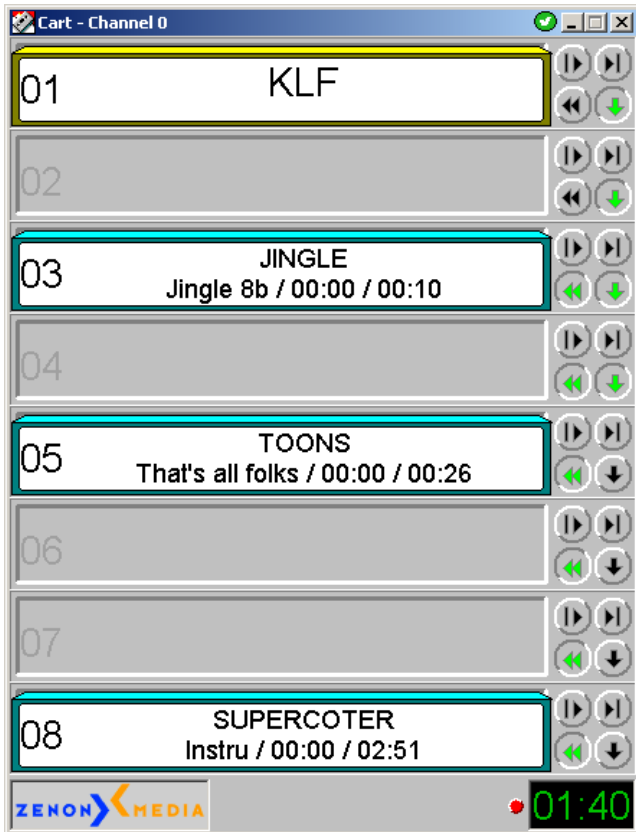 Cart - Channel 0
01
KLF
02
03
JINGLE
Jingle 8b / 00:00 / 00:10
04
05
TOONS
That's all folks / 00:00 / 00:26
06
07
08
SUPERCOTER
Instru / 00:00 / 02:51
ZENON MEDIA
01:40